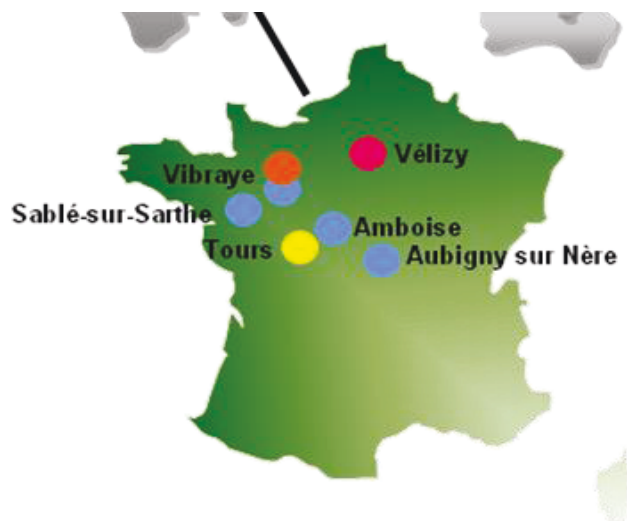 Vélizy
Vibraye
Sablé-sur-Sarthe
Amboise
Tours
Aubigny sur Nère